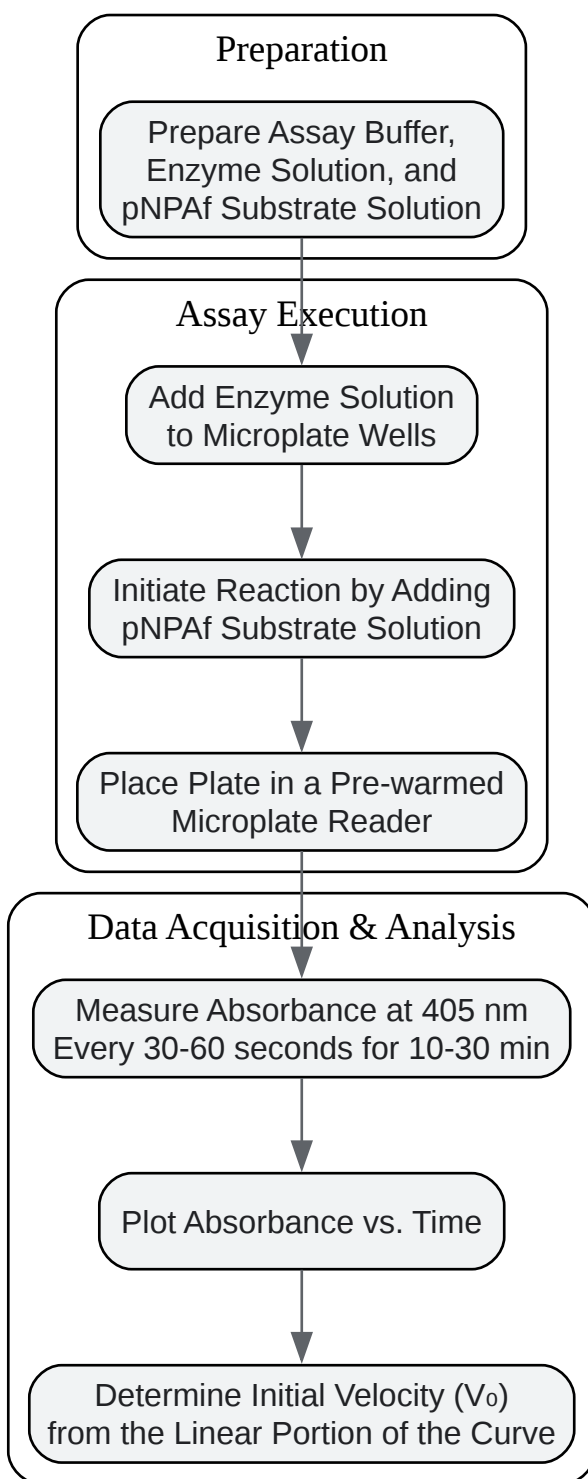 Preparation
Prepare Assay Buffer,
Enzyme Solution, and
pNPAf Substrate Solution
Assay Execution
Add Enzyme Solution
to Microplate Wells
Initiate Reaction by Adding
pNPAf Substrate Solution
Place Plate in a Pre-warmed
Microplate Reader
Data Acquisition & Analysis
Measure Absorbance at 405 nm
Every 30-60 seconds for 10-30 min
Plot Absorbance vs. Time
Determine Initial Velocity (V₀)
from the Linear Portion of the Curve